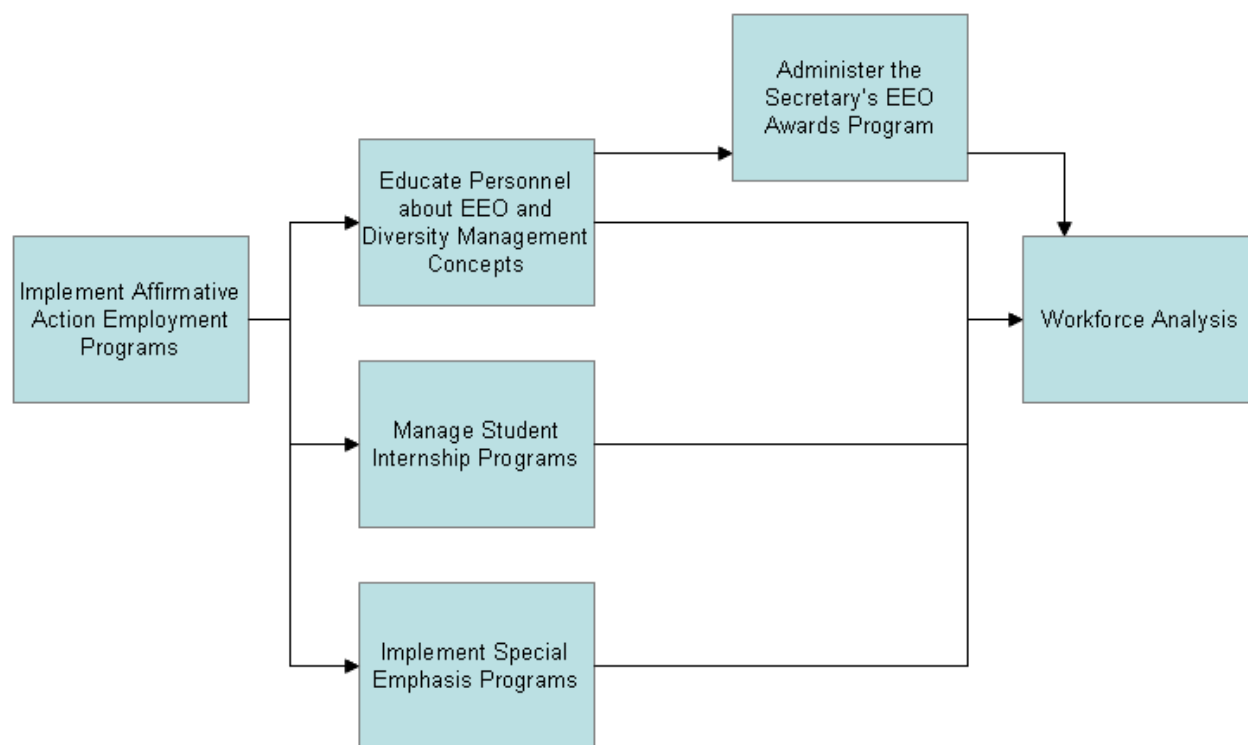 Administer the
Secretary's EEO
Awards Program
Educate Personnel
about EEO and
Diversity Management
Concepts
Implement Affirmative
Action Employment
Programs
Workforce Analysis
Manage Student
Internship Programs
Implement Special
Emphasis Programs